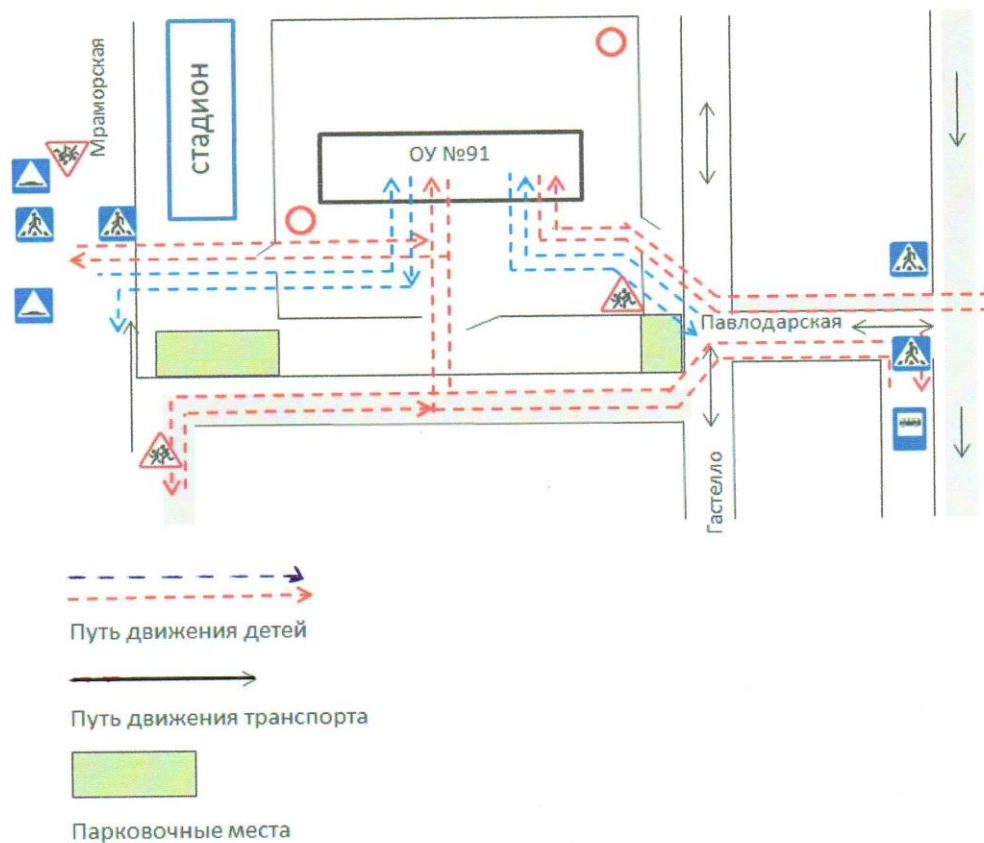 Мраморская
стадион
ОУ №91
Павлодарская
Гастелло
Путь движения детей
Путь движения транспорта
Парковочные места